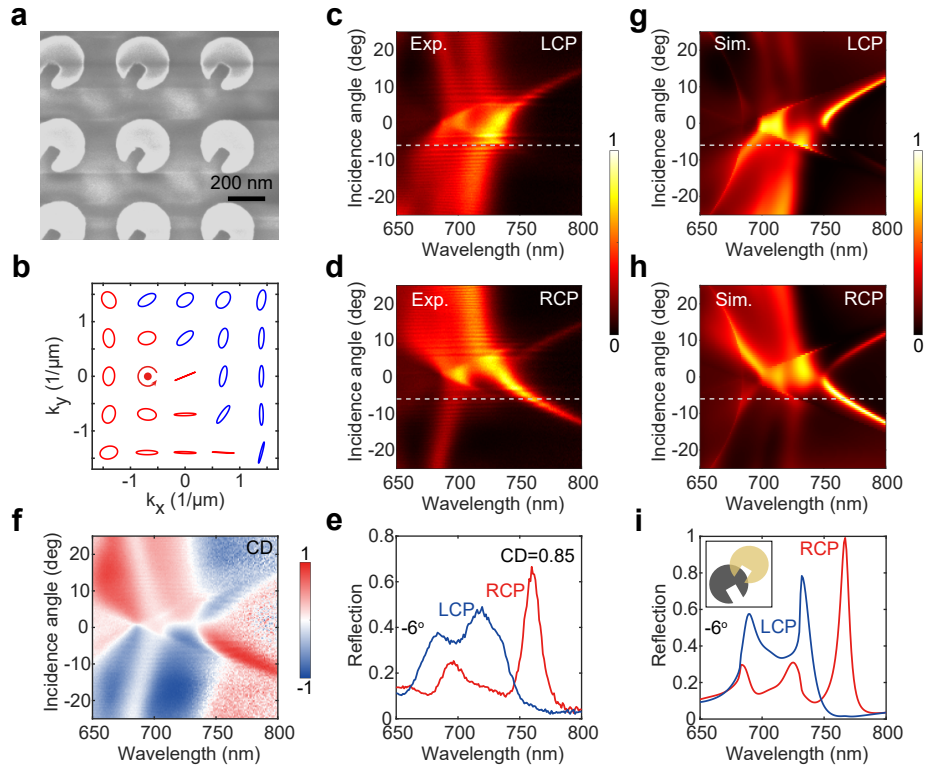 a
200 nm
b
1
0
-1
-1
0
1
ky (1/μm)
kx (1/μm)
c
Exp.
LCP
20
10
0
-10
-20
650
700
750
800
Incidence angle (deg)
Wavelength (nm)
1
0
g
Sim.
LCP
20
10
0
-10
-20
650
700
750
800
Incidence angle (deg)
Wavelength (nm)
1
0
d
Exp.
RCP
20
10
0
-10
-20
650
700
750
800
Incidence angle (deg)
Wavelength (nm)
h
Sim.
RCP
20
10
0
-10
-20
650
700
750
800
Incidence angle (deg)
Wavelength (nm)
f
CD
20
10
0
-10
-20
650
700
750
800
Incidence angle (deg)
Wavelength (nm)
1
-1
e
CD=0.85
RCP
LCP
-6o
0.8
0.6
0.4
0.2
0
650
700
750
800
Reflection
Wavelength (nm)
i
RCP
LCP
-6o
1
0.8
0.6
0.4
0.2
0
650
700
750
800
Reflection
Wavelength (nm)